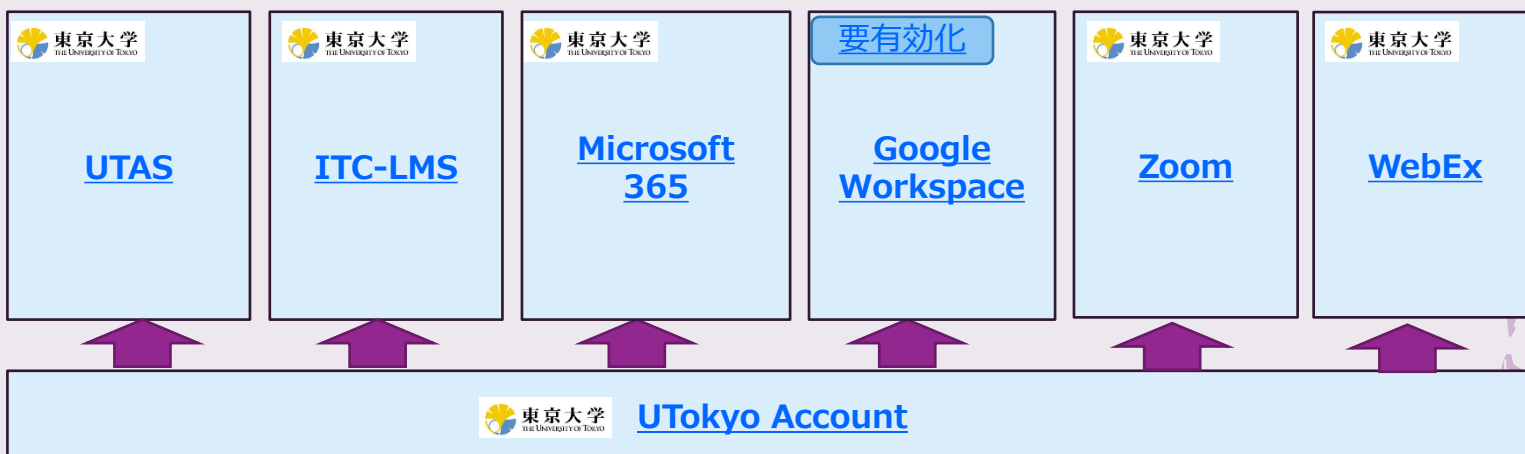 東京大学
THE UNIVERSITY OF TOKYO
UTAS
東京大学
THE UNIVERSITY OF TOKYO
ITC-LMS
東京大学
THE UNIVERSITY OF TOKYO
Microsoft
365
要有効化
Google
Workspace
東京大学
THE UNIVERSITY OF TOKYO
Zoom
東京大学
THE UNIVERSITY OF TOKYO
WebEx
東京大学
THE UNIVERSITY OF TOKYO
UTokyo Account